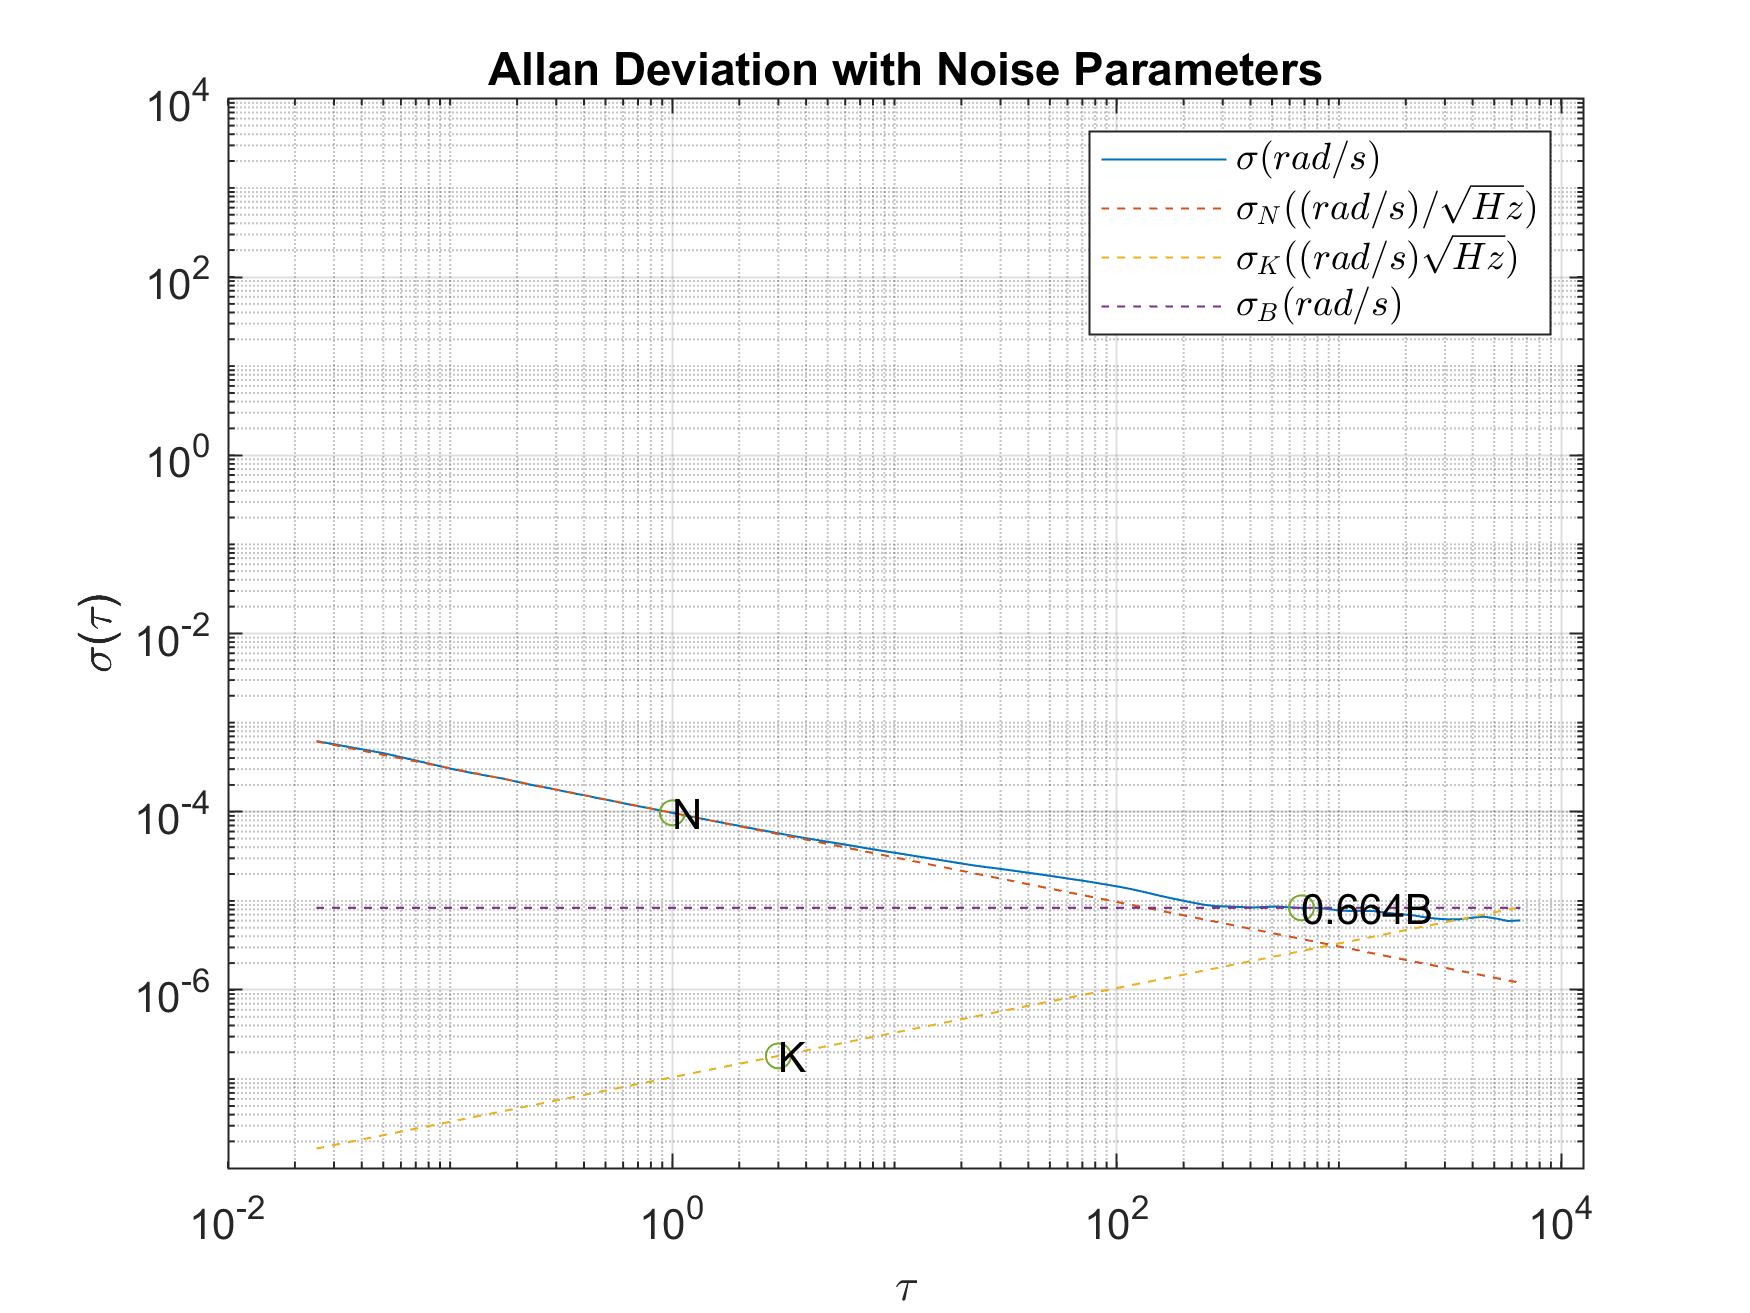 Allan Deviation with Noise Parameters
10^4
10^2
10^0
10^-2
10^-4
10^-6
σ(τ)
σ(rad/s)
σ_N((rad/s)/√Hz)
σ_K((rad/s)√Hz)
σ_B(rad/s)
N
0.664B
K
10^-2 10^0 10^2 10^4
τ